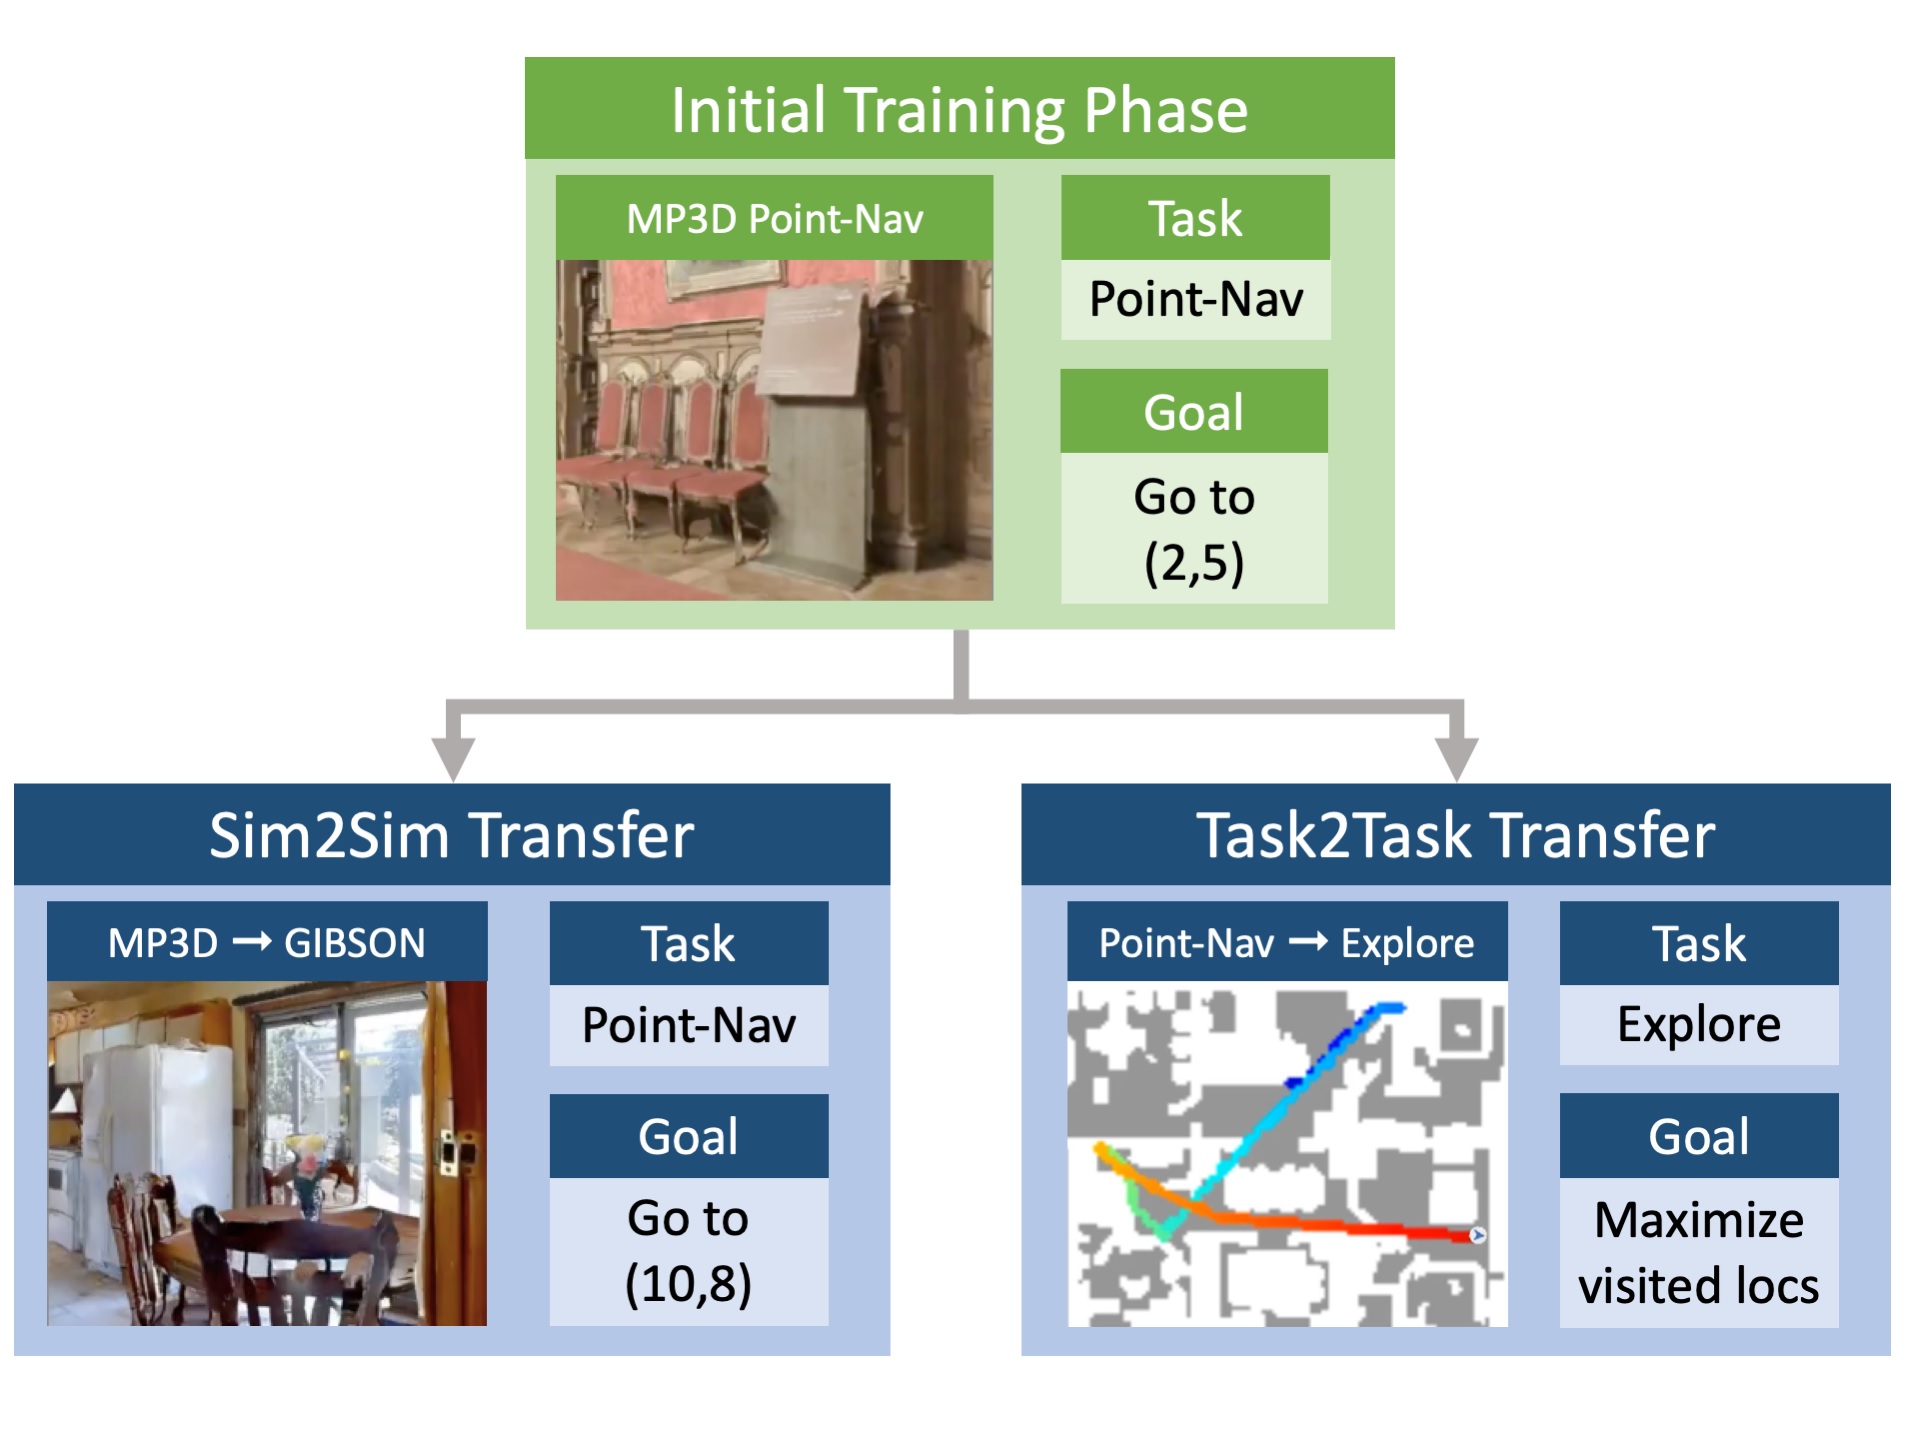 Initial Training Phase
MP3D Point-Nav
Task
Point-Nav
Goal
Go to
(2,5)
Sim2Sim Transfer
MP3D → GIBSON
Task
Point-Nav
Goal
Go to
(10,8)
Task2Task Transfer
Point-Nav → Explore
Task
Explore
Goal
Maximize
visited locs